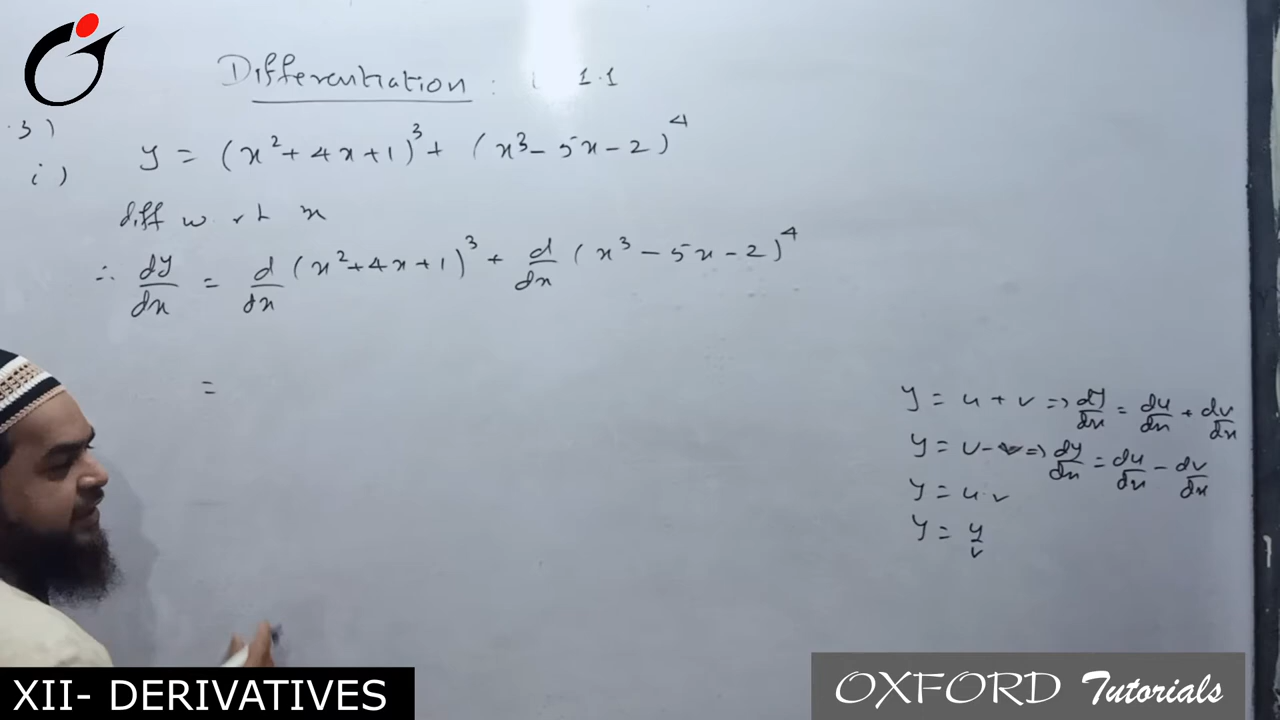 Differentiation : 1.1
3)
i) y = (x² + 4x + 1)³ + (x³ - 5x - 2)⁴
diff w r t x
∴ dy/dx = d/dx (x² + 4x + 1)³ + d/dx (x³ - 5x - 2)⁴
=
y = u + v => dy/dx = du/dx + dv/dx
y = u - v => dy/dx = du/dx - dv/dx
y = u.v
y = u/v
XII- DERIVATIVES
OXFORD Tutorials